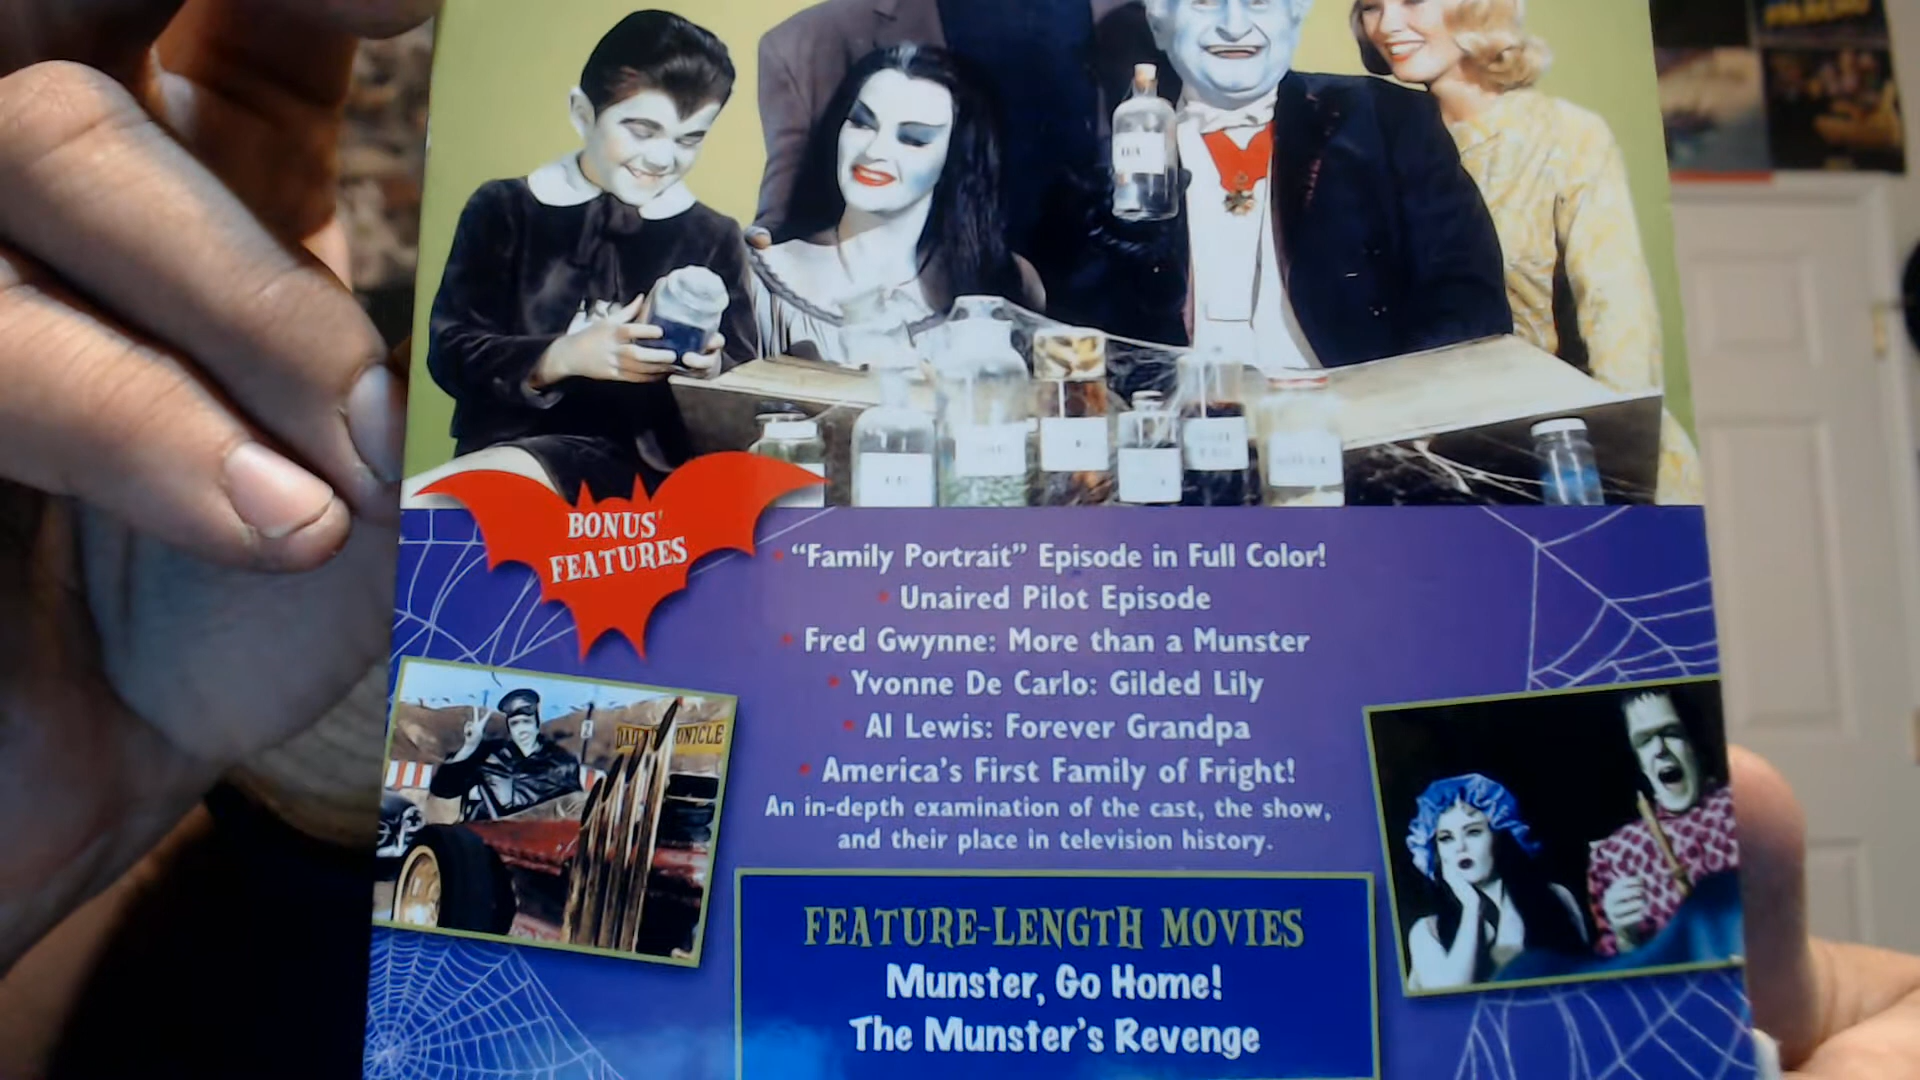 BONUS
FEATURES
• “Family Portrait” Episode in Full Color!
• Unaired Pilot Episode
• Fred Gwynne: More than a Munster
• Yvonne De Carlo: Gilded Lily
• Al Lewis: Forever Grandpa
• America’s First Family of Fright!
An in-depth examination of the cast, the show,
and their place in television history.
FEATURE-LENGTH MOVIES
Munster, Go Home!
The Munster’s Revenge